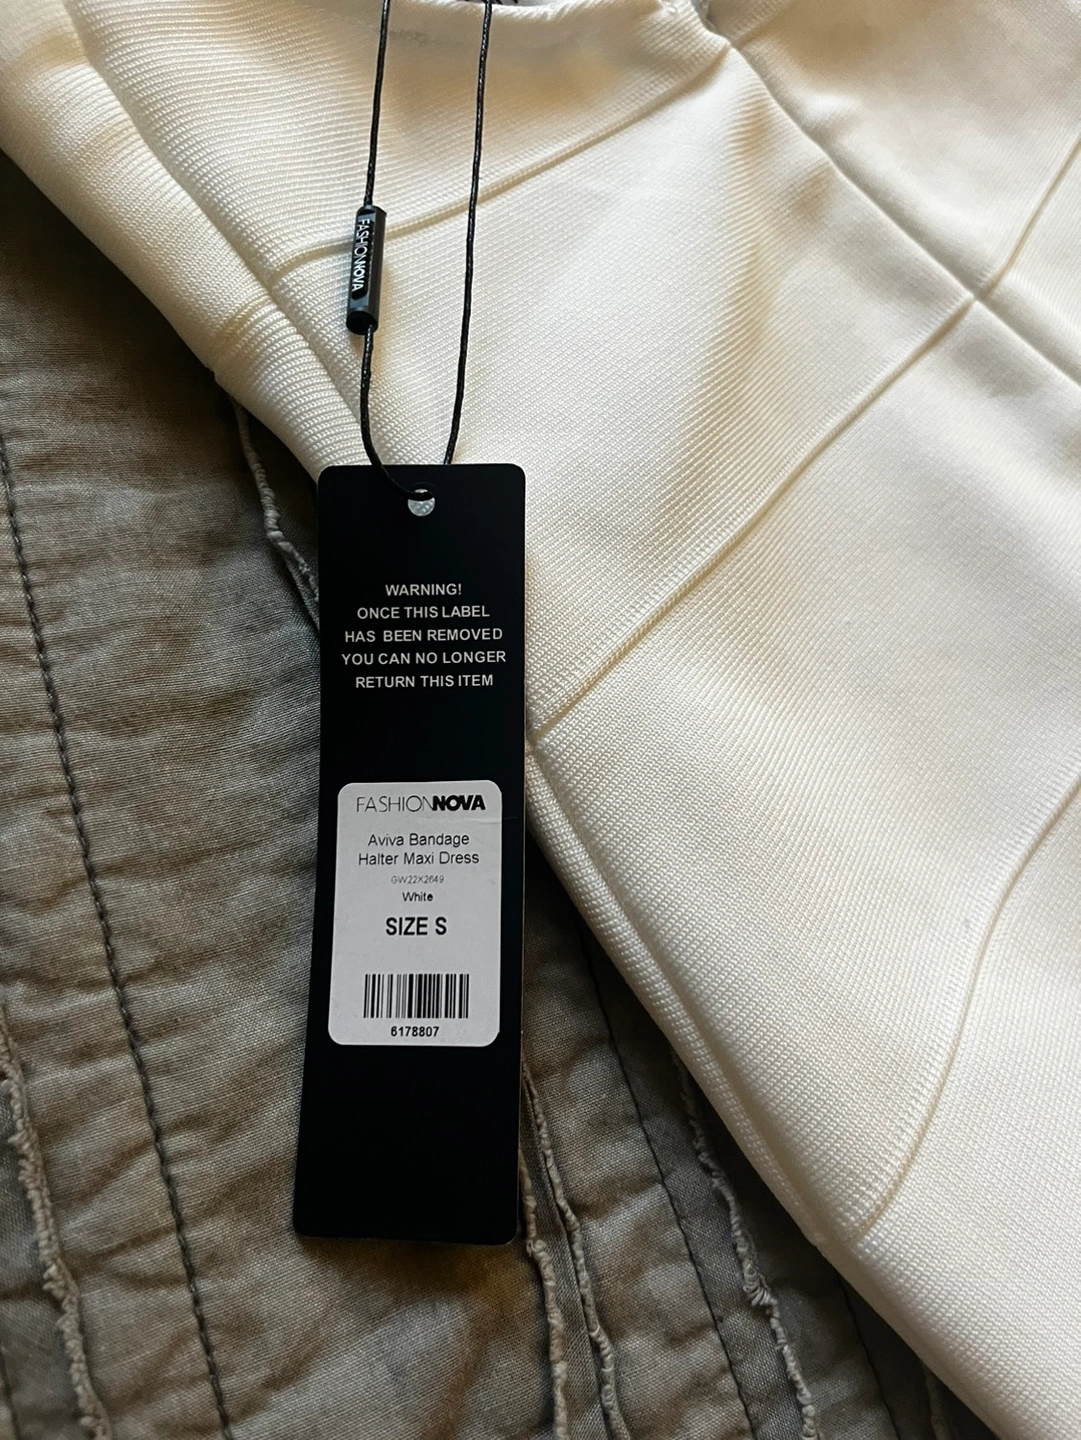 FASHIONNOVA
WARNING!
ONCE THIS LABEL
HAS BEEN REMOVED
YOU CAN NO LONGER
RETURN THIS ITEM
FASHIONNOVA
Aviva Bandage
Halter Maxi Dress
GW22X2649
White
SIZE S
6178807